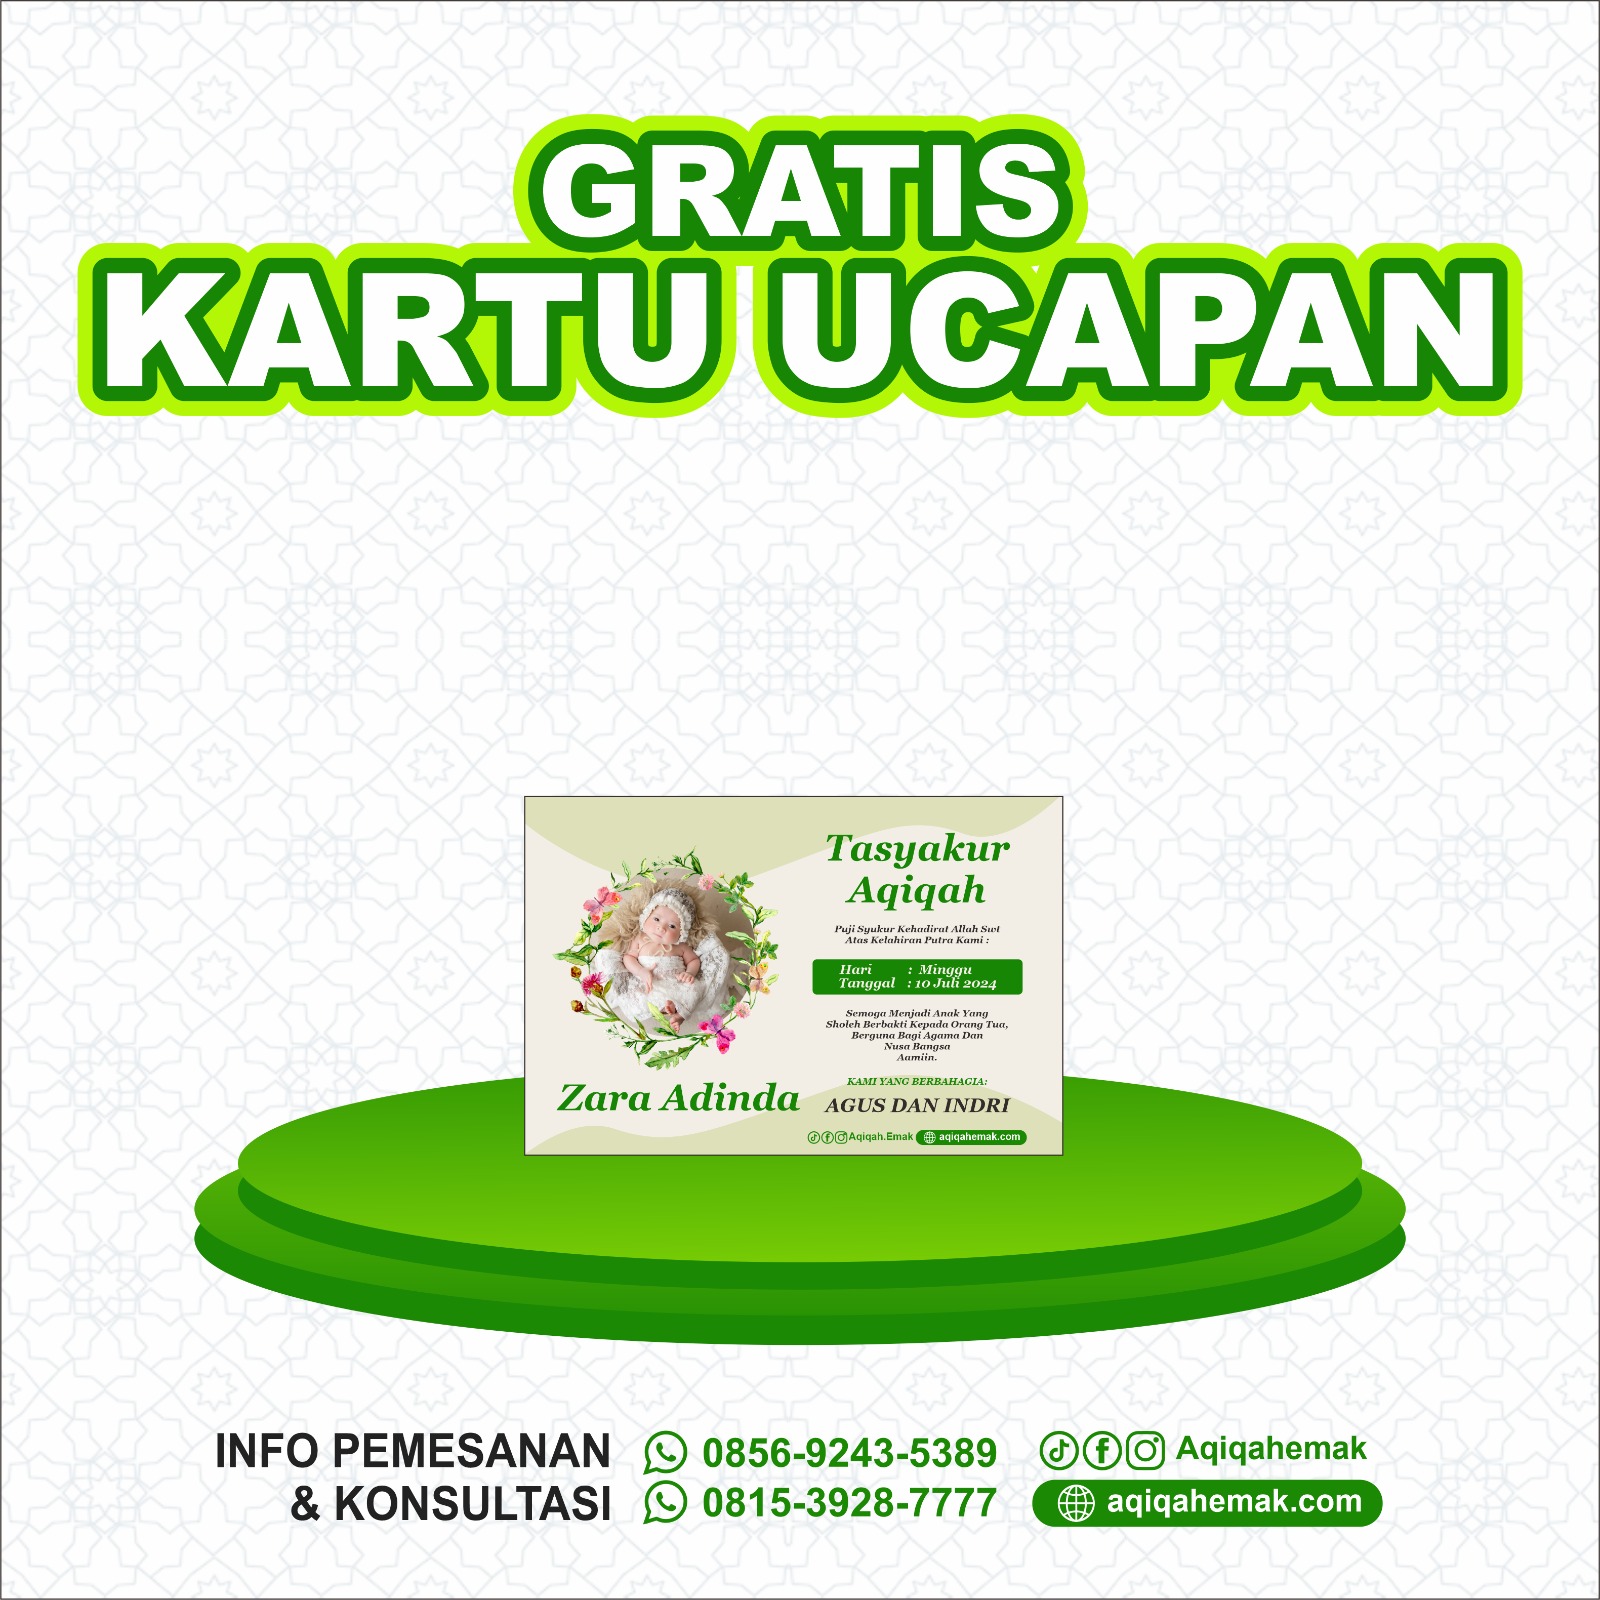 GRATIS
KARTU UCAPAN
Tasyakur
Aqiqah
Puji Syukur Kehadirat Allah Swt
Atas Kelahiran Putra Kami :
Hari : Minggu
Tanggal : 10 Juli 2024
Semoga Menjadi Anak Yang
Sholeh Berbakti Kepada Orang Tua,
Berguna Bagi Agama Dan
Nusa Bangsa
Aamiin.
KAMI YANG BERBAHAGIA:
Zara Adinda
AGUS DAN INDRI
Aqiqah.Emak aqiqahemak.com
INFO PEMESANAN
& KONSULTASI
0856-9243-5389
0815-3928-7777
Aqiqahemak
aqiqahemak.com